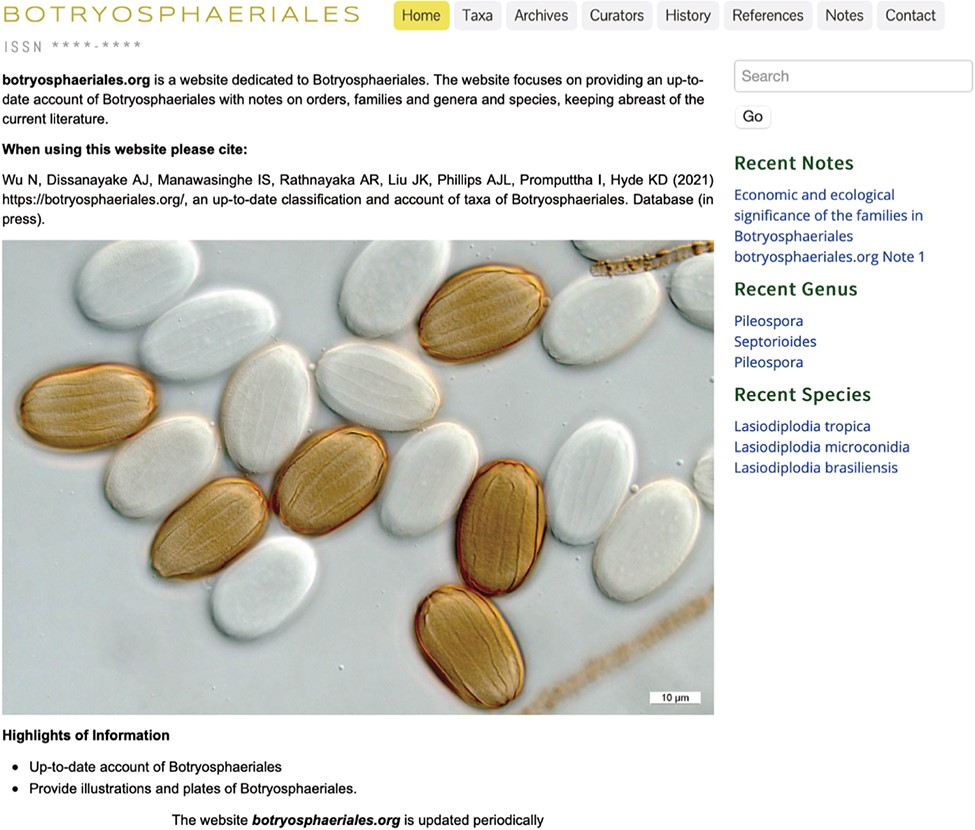 BOTRYOSPHAERIALES
Home Taxa Archives Curators History References Notes Contact
ISSN ****-****
botryosphaeriales.org is a website dedicated to Botryosphaeriales. The website focuses on providing an up-to-
date account of Botryosphaeriales with notes on orders, families and genera and species, keeping abreast of the
current literature.
When using this website please cite:
Wu N, Dissanayake AJ, Manawasinghe IS, Rathnayaka AR, Liu JK, Phillips AJL, Promputtha I, Hyde KD (2021)
https://botryosphaeriales.org/, an up-to-date classification and account of taxa of Botryosphaeriales. Database (in
press).
10 µm
Highlights of Information
• Up-to-date account of Botryosphaeriales
• Provide illustrations and plates of Botryosphaeriales.
The website botryosphaeriales.org is updated periodically
Search
Go
Recent Notes
Economic and ecological
significance of the families in
Botryosphaeriales
botryosphaeriales.org Note 1
Recent Genus
Pileospora
Septorioides
Pileospora
Recent Species
Lasiodiplodia tropica
Lasiodiplodia microconidia
Lasiodiplodia brasiliensis